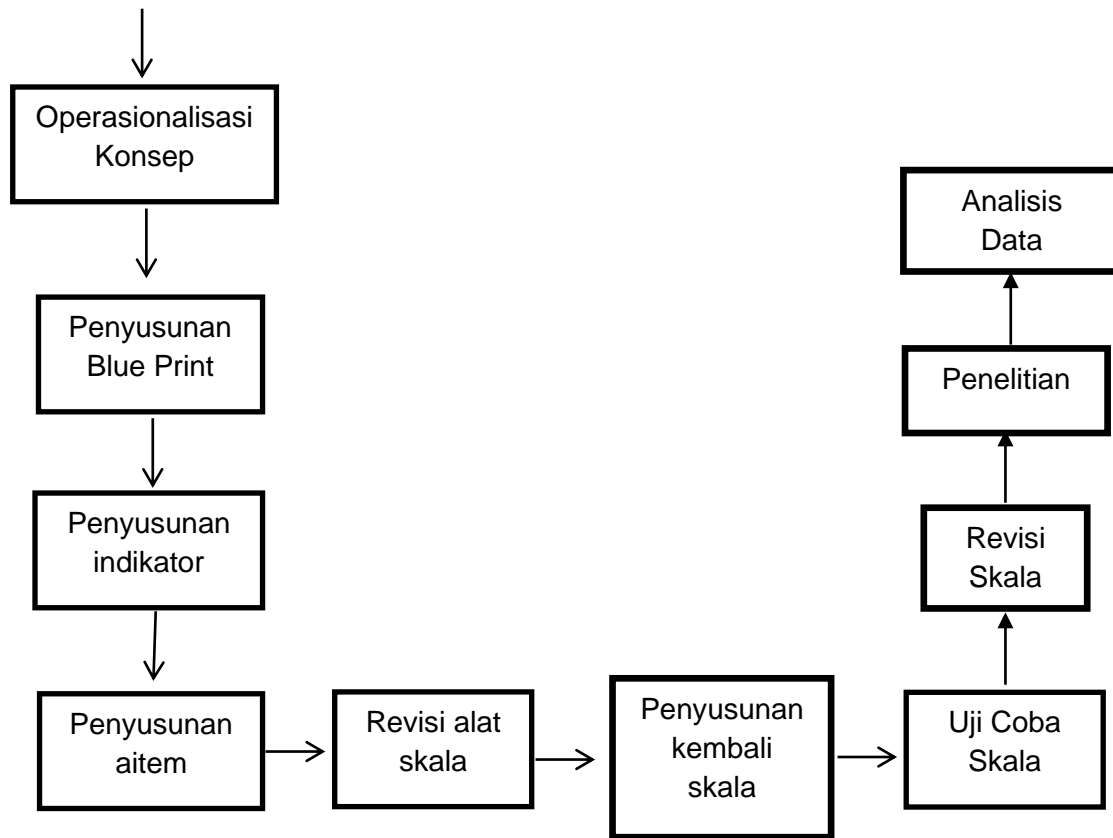 Operasionalisasi
Konsep
Penyusunan
Blue Print
Penyusunan
indikator
Penyusunan
aitem
Revisi alat
skala
Penyusunan
kembali
skala
Uji Coba
Skala
Revisi
Skala
Penelitian
Analisis
Data